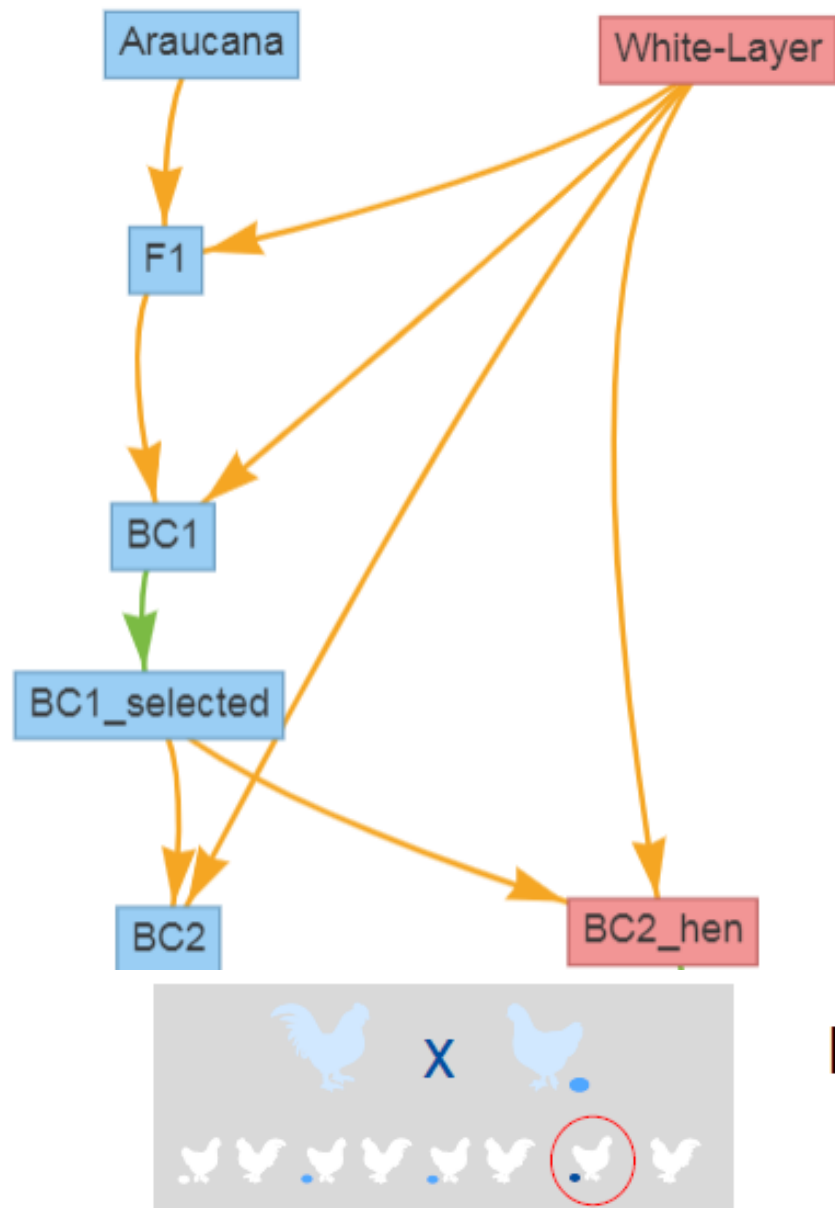 Araucana
White-Layer
F1
BC1
BC1_selected
BC2
BC2_hen
X